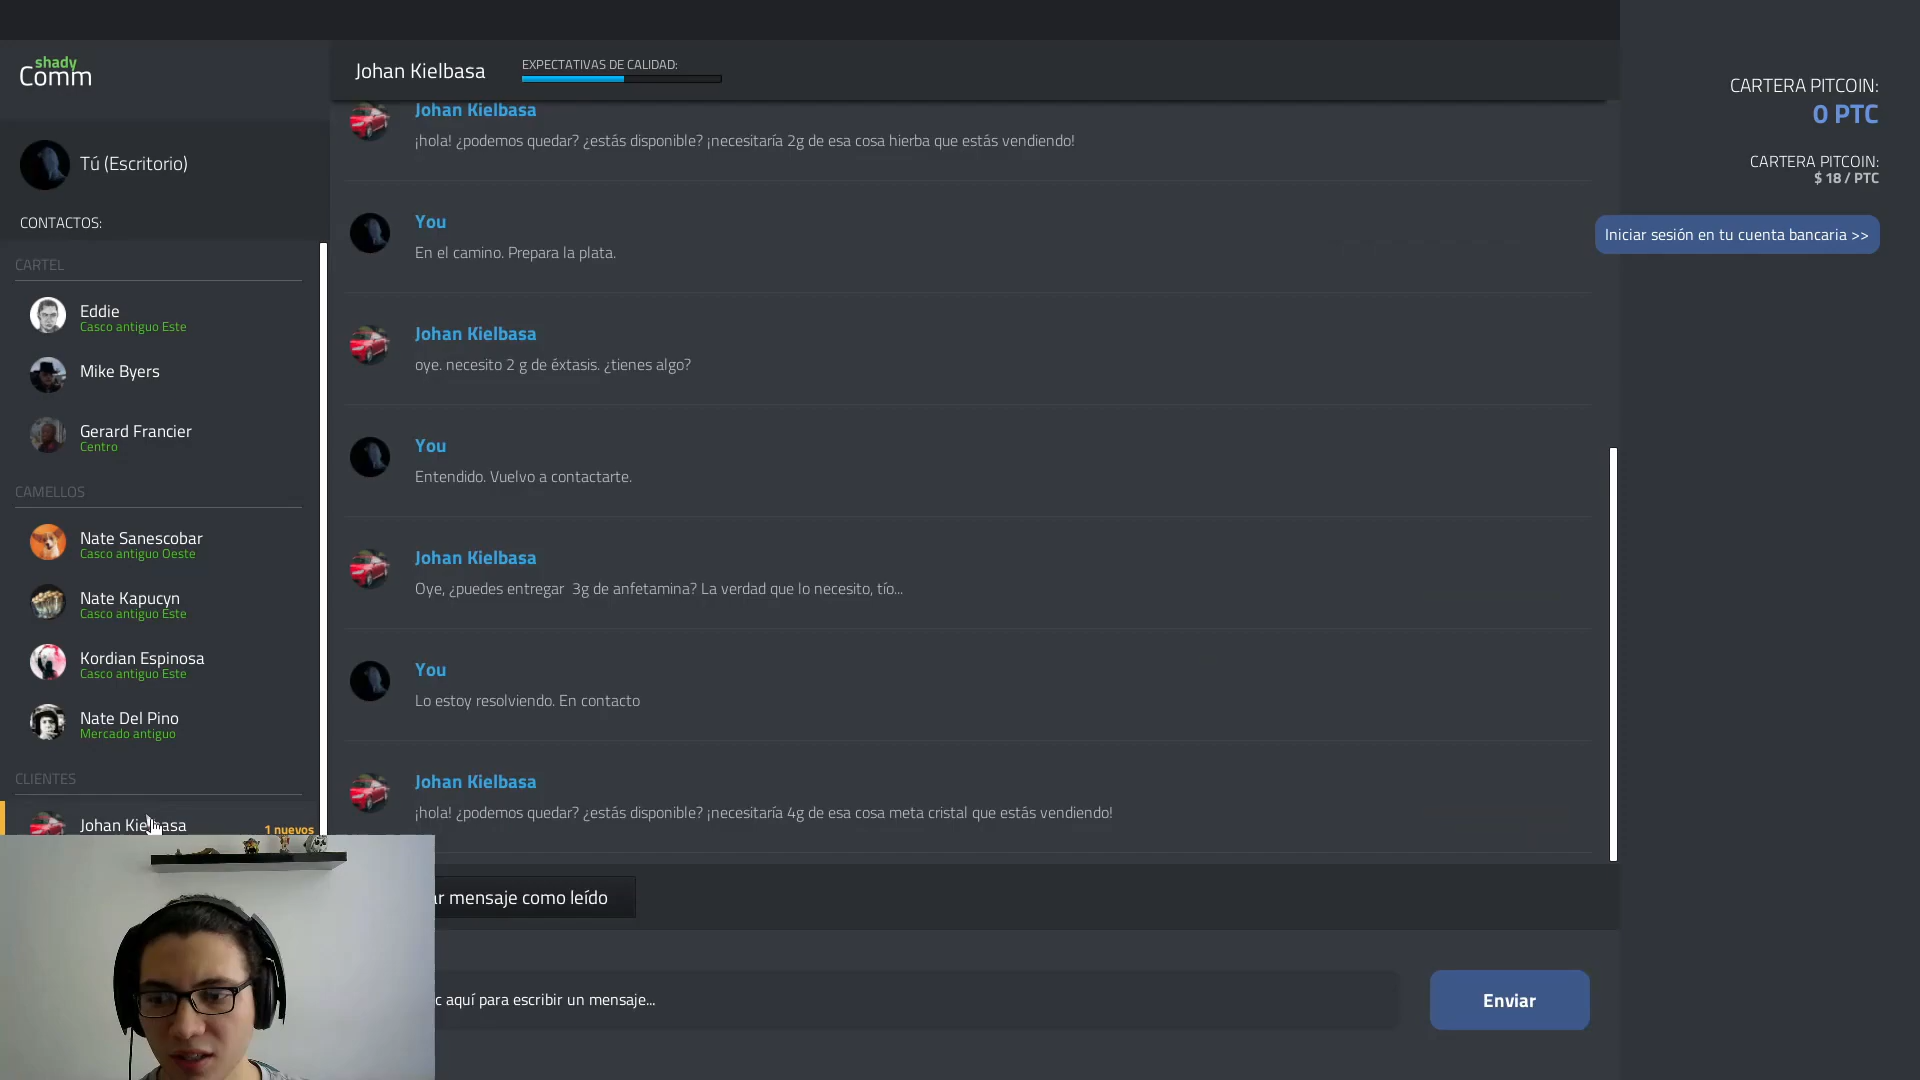 shady
Comm
Tú (Escritorio)
CONTACTOS:
CARTEL
Eddie
Casco antiguo Este
Mike Byers
Gerard Francier
Centro
CAMELLOS
Nate Sanescobar
Casco antiguo Oeste
Nate Kapucyn
Casco antiguo Este
Kordian Espinosa
Casco antiguo Este
Nate Del Pino
Mercado antiguo
CLIENTES
Johan Kielbasa
1 nuevos
Johan Kielbasa
EXPECTATIVAS DE CALIDAD:
Johan Kielbasa
¡hola! ¿podemos quedar? ¿estás disponible? ¡necesitaría 2g de esa cosa hierba que estás vendiendo!
You
En el camino. Prepara la plata.
Johan Kielbasa
oye. necesito 2 g de éxtasis. ¿tienes algo?
You
Entendido. Vuelvo a contactarte.
Johan Kielbasa
Oye, ¿puedes entregar  3g de anfetamina? La verdad que lo necesito, tío...
You
Lo estoy resolviendo. En contacto
Johan Kielbasa
¡hola! ¿podemos quedar? ¿estás disponible? ¡necesitaría 4g de esa cosa meta cristal que estás vendiendo!
ar mensaje como leído
c aquí para escribir un mensaje...
Enviar
CARTERA PITCOIN:
0 PTC
CARTERA PITCOIN:
$ 18 / PTC
Iniciar sesión en tu cuenta bancaria >>